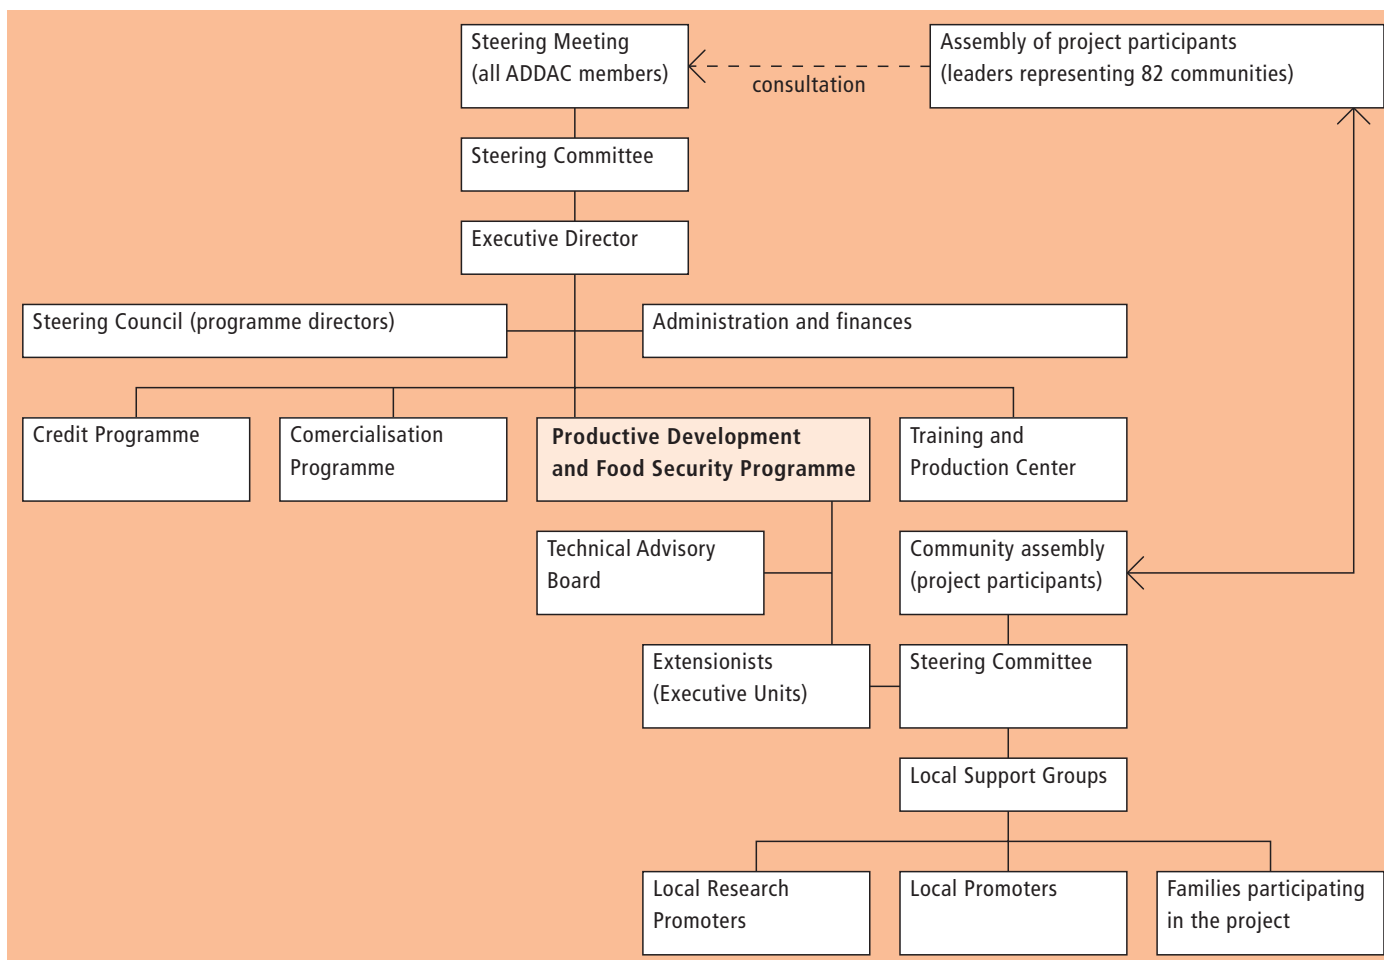 Steering Meeting
(all ADDAC members)
consultation
Assembly of project participants
(leaders representing 82 communities)
Steering Committee
Executive Director
Steering Council (programme directors)
Administration and finances
Credit Programme
Comercialisation
Programme
Productive Development
and Food Security Programme
Training and
Production Center
Technical Advisory
Board
Community assembly
(project participants)
Extensionists
(Executive Units)
Steering Committee
Local Support Groups
Local Research
Promoters
Local Promoters
Families participating
in the project